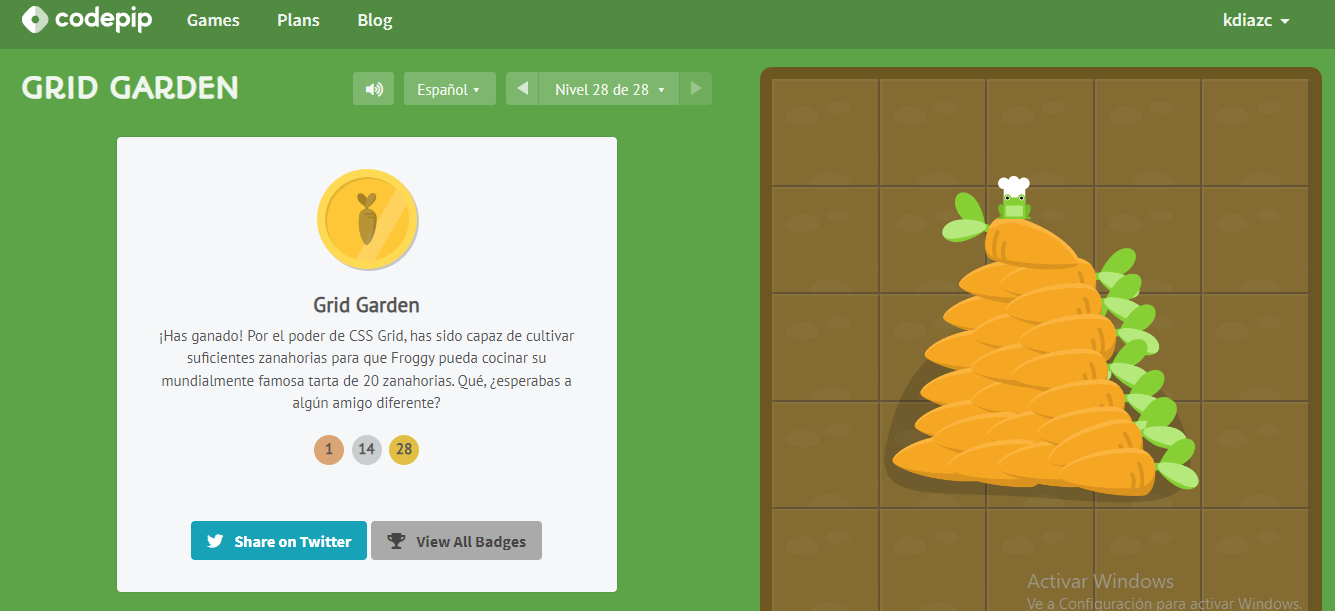 codepip Games Plans Blog kdiazc
GRID GARDEN Español Nivel 28 de 28
Grid Garden
¡Has ganado! Por el poder de CSS Grid, has sido capaz de cultivar
suficientes zanahorias para que Froggy pueda cocinar su
mundialmente famosa tarta de 20 zanahorias. Qué, ¿esperabas a
algún amigo diferente?
1 14 28
Share on Twitter View All Badges
Activar Windows
Ve a Configuración para activar Windows.